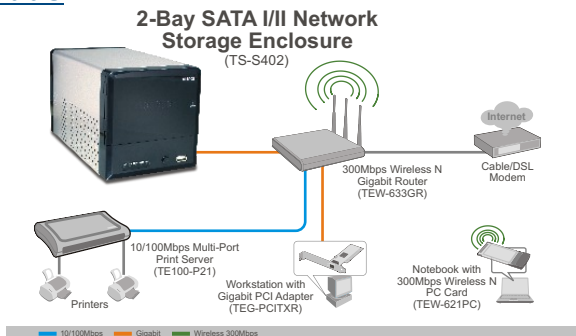 2-Bay SATA I/II Network
Storage Enclosure
(TS-S402)
Internet
300Mbps Wireless N
Gigabit Router
(TEW-633GR)
Cable/DSL
Modem
10/100Mbps Multi-Port
Print Server
(TE100-P21)
Printers
Workstation with
Gigabit PCI Adapter
(TEG-PCITXR)
Notebook with
300Mbps Wireless N
PC Card
(TEW-621PC)
10/100Mbps
Gigabit
Wireless 300Mbps